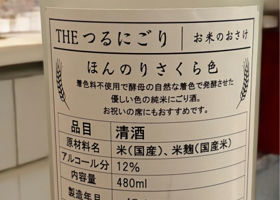 THE つるにごり お米のおさけ
ほんのりさくら色
着色料不使用で酵母の自然な着色で発酵させた
優しい色の純米にごり酒。
お祝いの席にもおすすめです。
品目 清酒
原材料名 米(国産)、米麹(国産米)
アルコール分 12%
内容量 480ml
製造年月